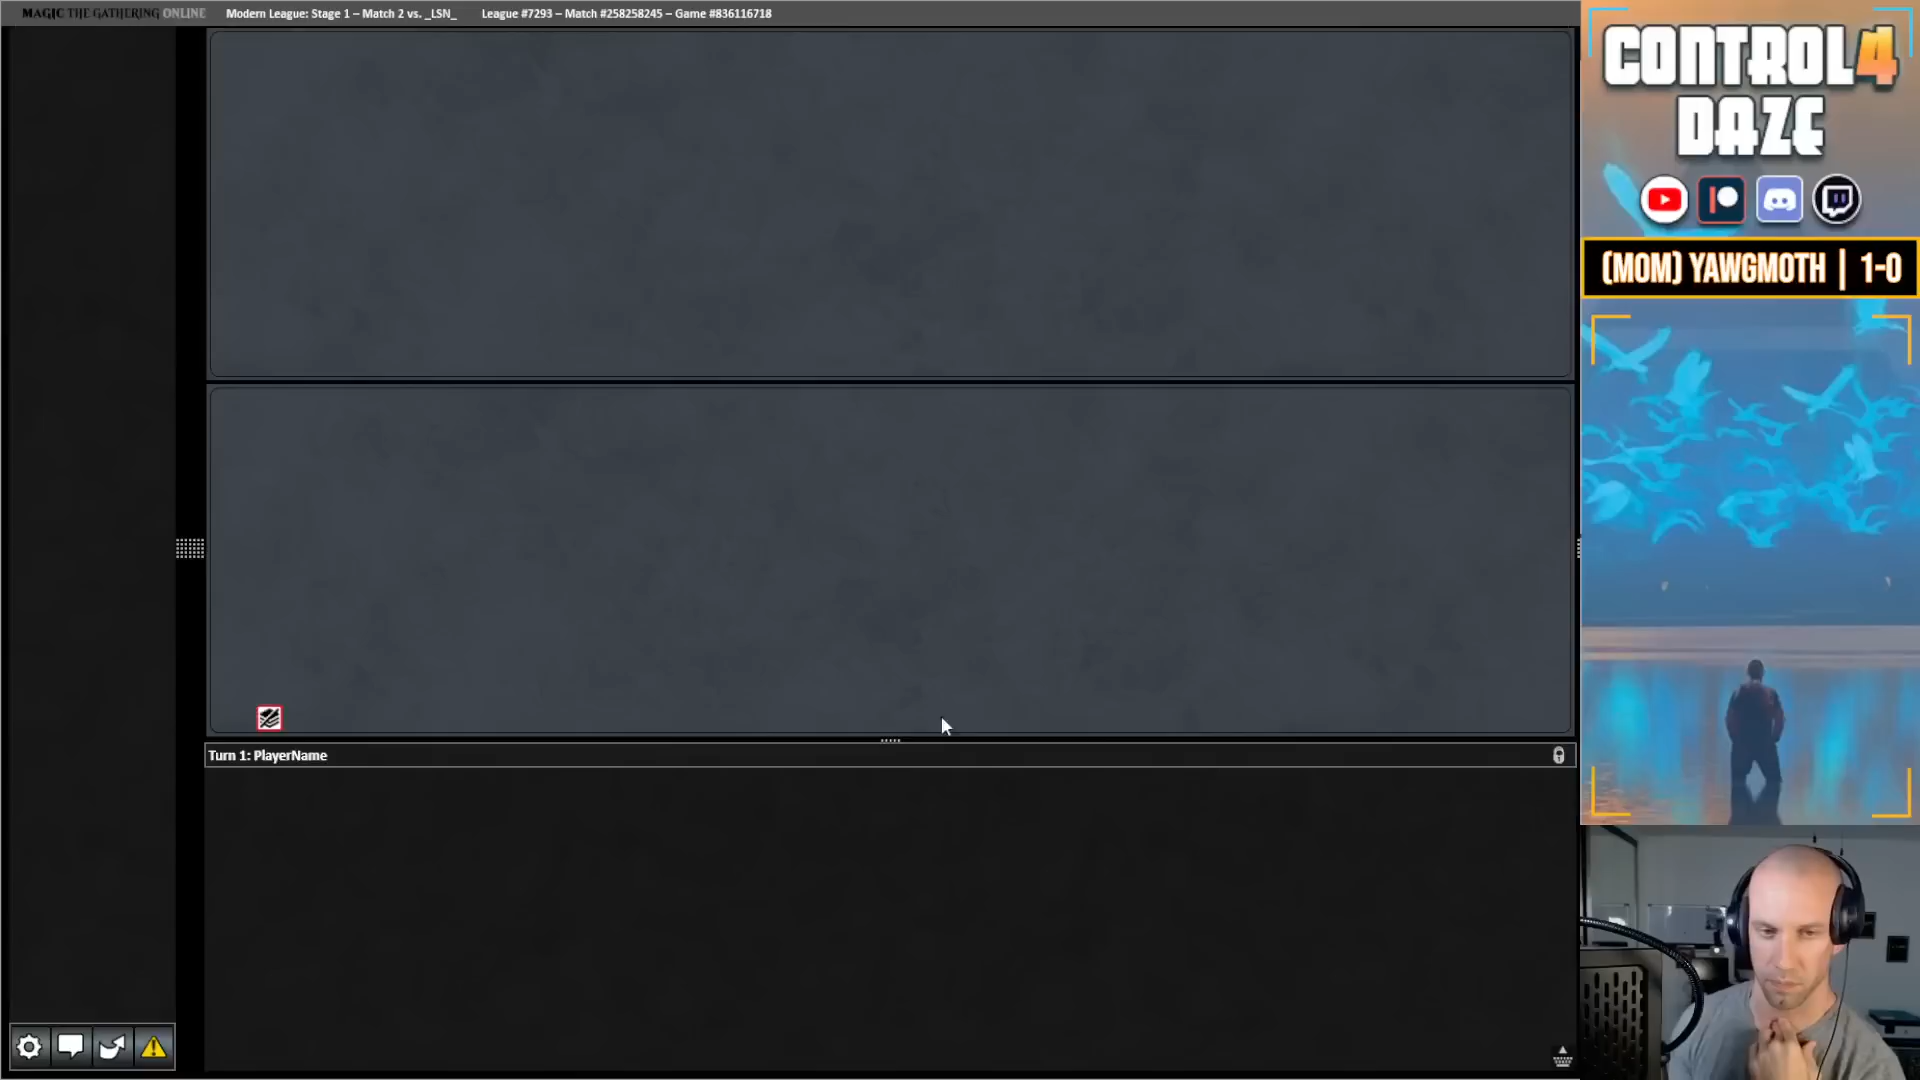 MAGIC THE GATHERING ONLINE
Modern League: Stage 1 – Match 2 vs. _LSN_
League #7293 – Match #258258245 – Game #836116718
CONTROL4
DAZE
(MOM) YAWGMOTH | 1-0
Turn 1: PlayerName